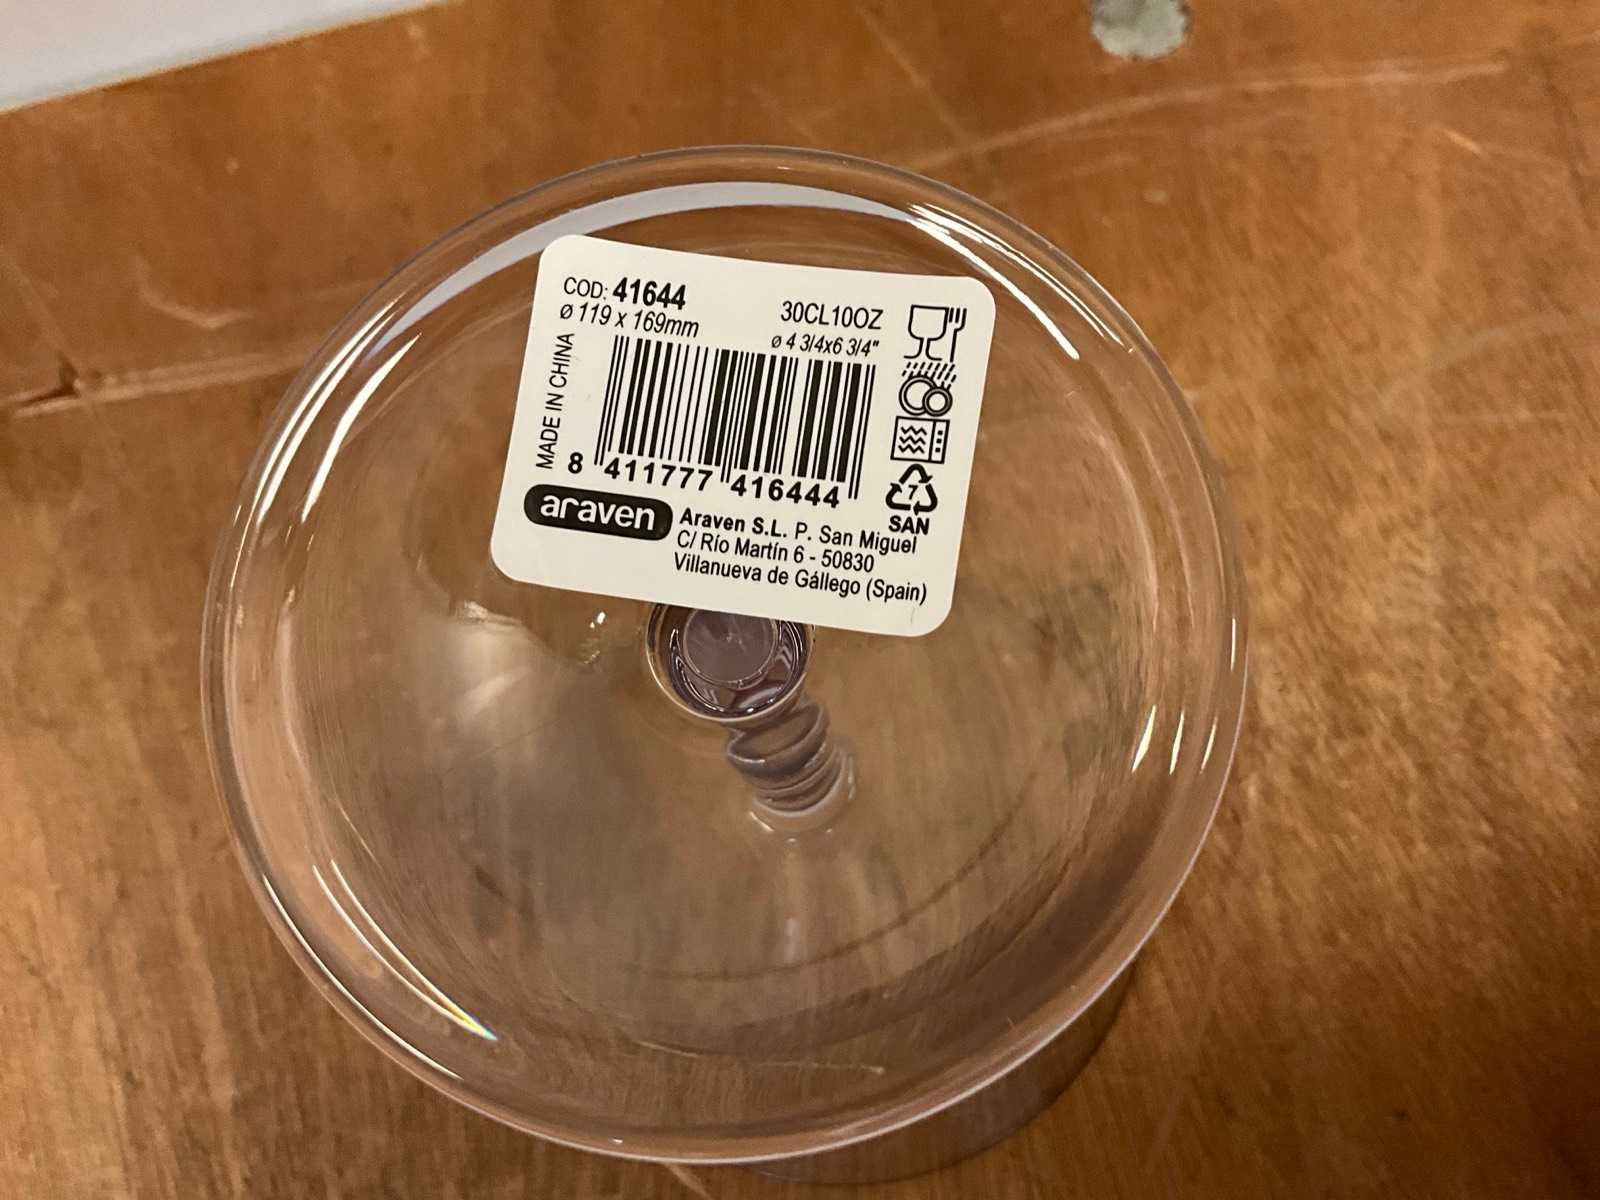 COD: 41644
ø 119 x 169mm
30CL10OZ
ø 4 3/4x6 3/4"
MADE IN CHINA
8 411777 416444
7
SAN
araven
Araven S.L. P. San Miguel
C/ Río Martín 6 - 50830
Villanueva de Gállego (Spain)